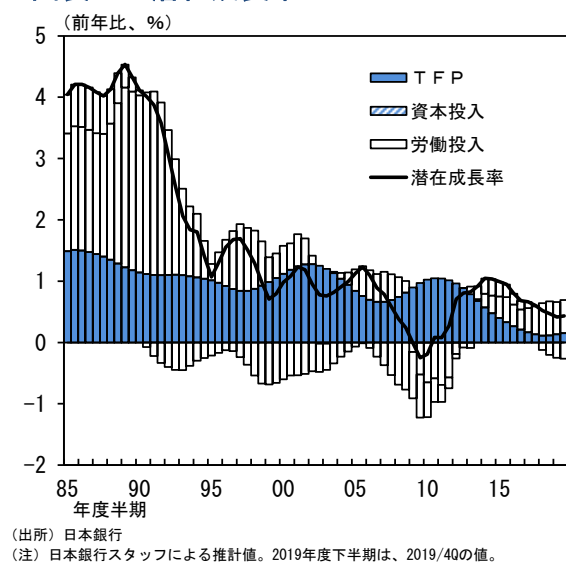 （前年比、％）
5
4
3
2
1
0
-1
-2
ＴＦＰ
資本投入
労働投入
潜在成長率
85 90 95 00 05 10 15
年度半期
（出所）日本銀行
（注）日本銀行スタッフによる推計値。2019年度下半期は、2019/4Qの値。